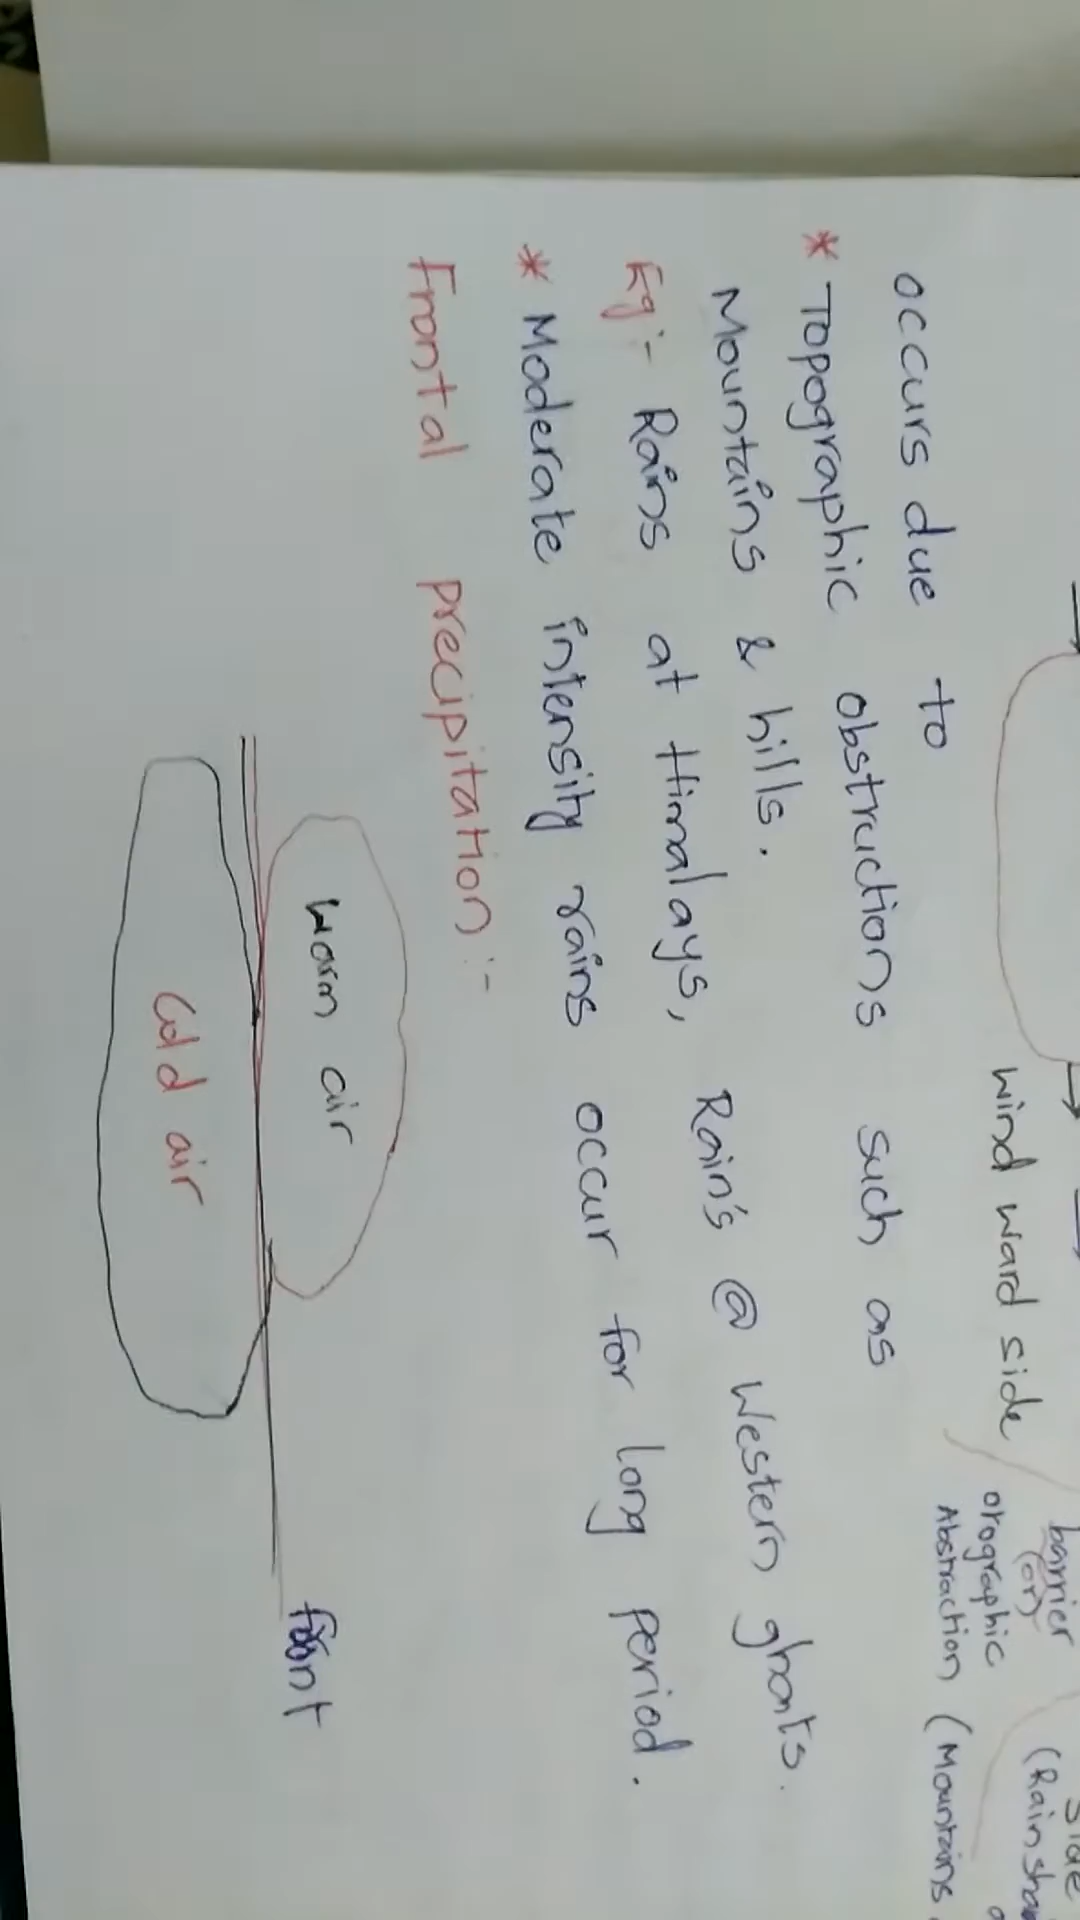 side
barrier
(or)
(Rain
orographic
wind ward side
Abstraction (Mountains
occurs due to
* Topographic obstructions such as
Mountains & hills.
Eg:- Rains at Himalays, Rain's @ Western ghats.
* Moderate intensity rains occur for long period.
Frontal precipitation:-
warm air
Cold air
front